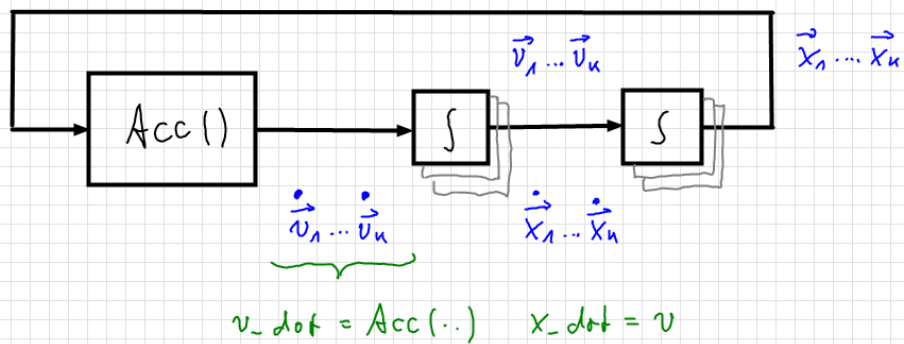 v⃗₁ ... v⃗ₙ
x⃗₁ ... x⃗ₙ
Acc()
∫
∫
v⃗̇₁ ... v⃗̇ₙ
x⃗̇₁ ... x⃗̇ₙ
v_dot = Acc(..)
x_dot = v